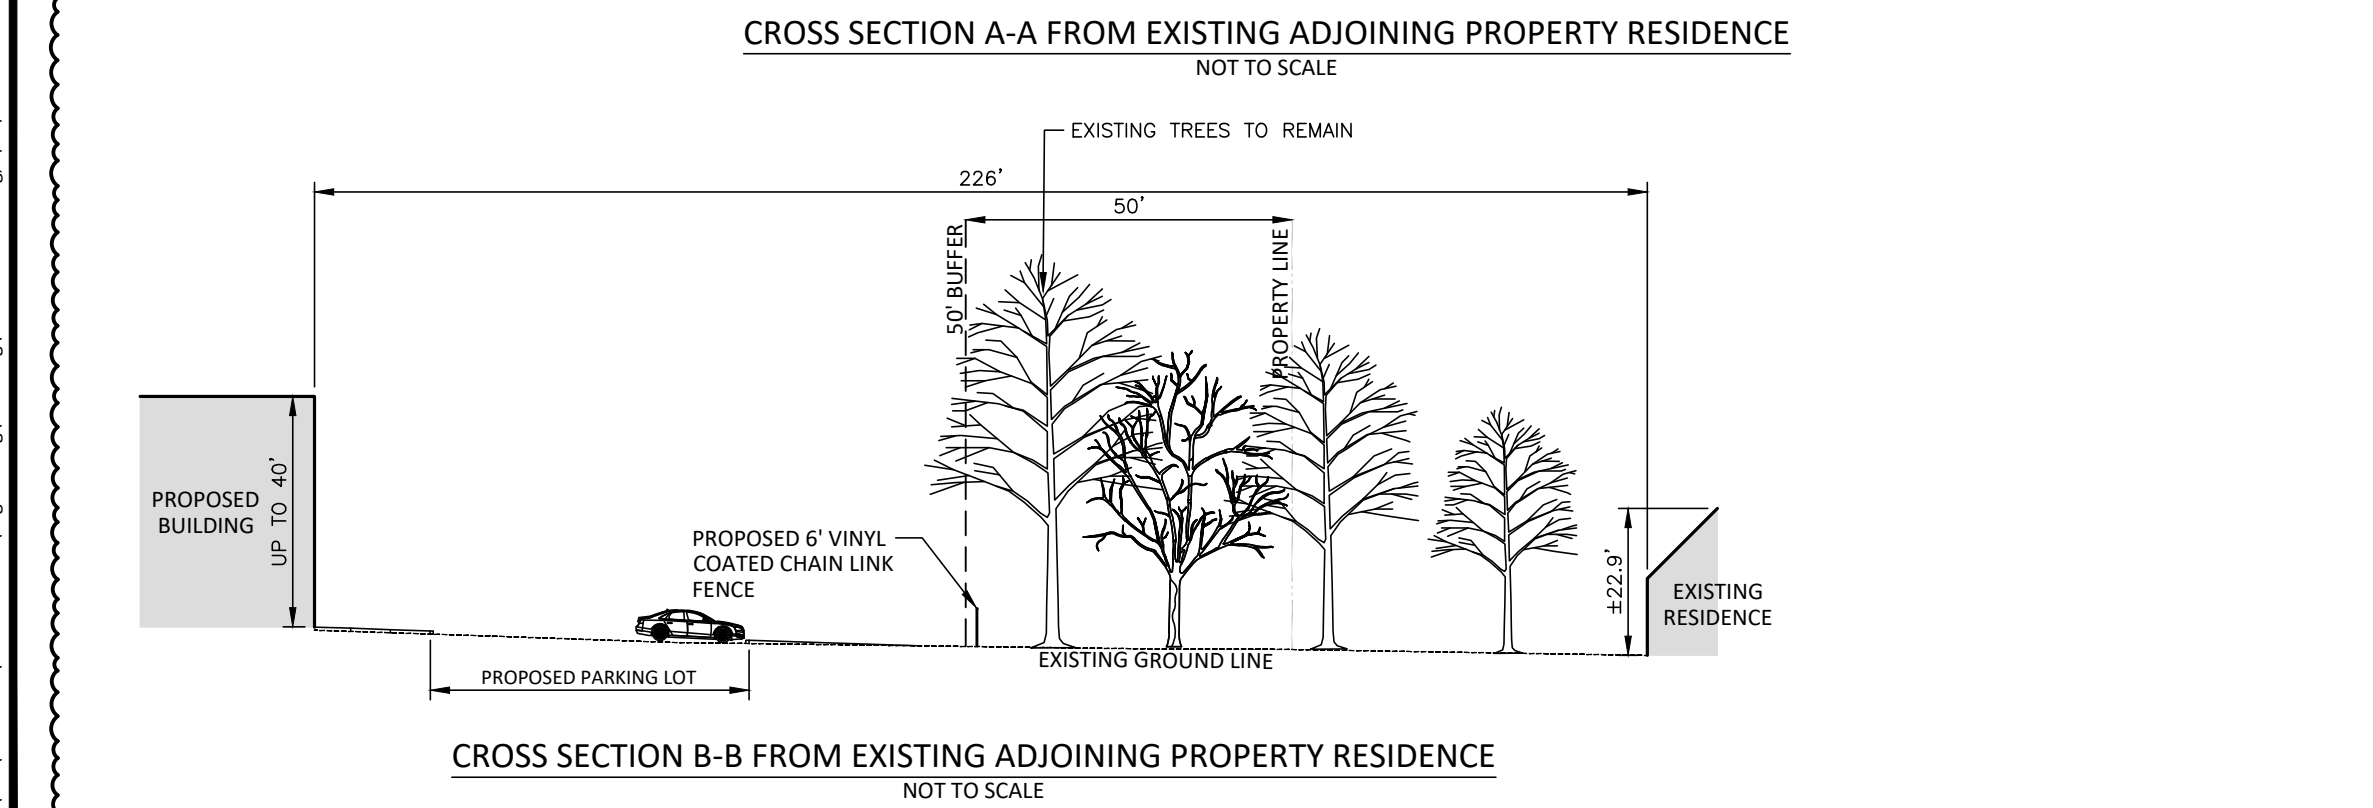 CROSS SECTION A-A FROM EXISTING ADJOINING PROPERTY RESIDENCE
NOT TO SCALE
EXISTING TREES TO REMAIN
226'
50'
50' BUFFER
PROPERTY LINE
PROPOSED
BUILDING
UP TO 40'
PROPOSED 6' VINYL
COATED CHAIN LINK
FENCE
±22.9'
EXISTING
RESIDENCE
EXISTING GROUND LINE
PROPOSED PARKING LOT
CROSS SECTION B-B FROM EXISTING ADJOINING PROPERTY RESIDENCE
NOT TO SCALE